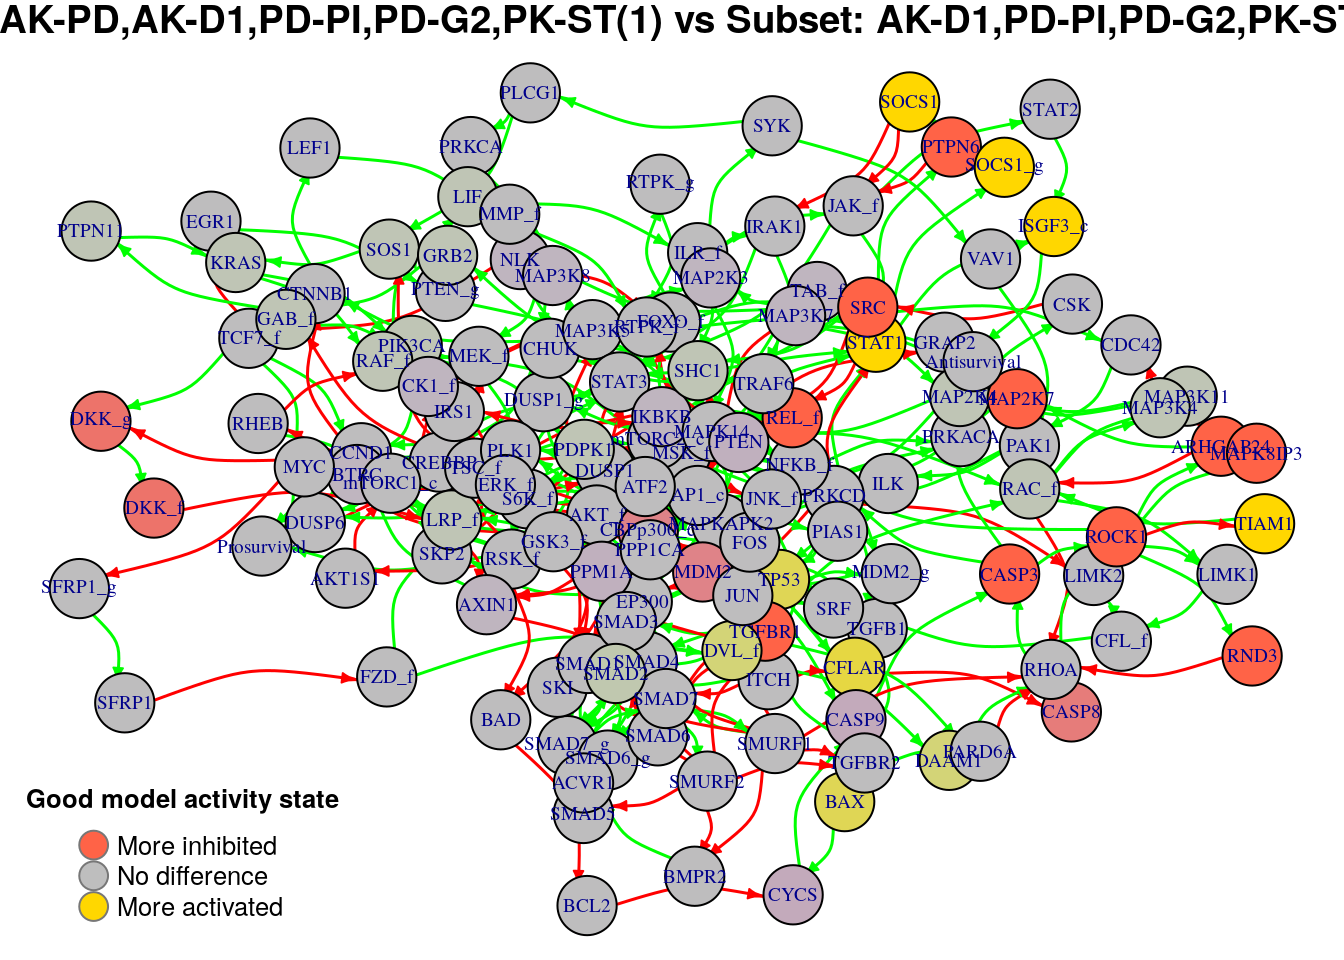 AK-PD,AK-D1,PD-PI,PD-G2,PK-ST(1) vs Subset: AK-D1,PD-PI,PD-G2,PK-ST
PLCG1
SOCS1
STAT2
SYK
LEF1
PRKCA
PTPN6
SOCS1_g
RTPK_g
LIF
MMP_f
JAK_f
PTPN11
EGR1
IRAK1
ISGF3_c
SOS1
GRB2
ILR_f
VAV1
KRAS
NLK
MAP3K8
MAP2K3
CTNNB1
PTEN_g
TAB_f
SRC
CSK
GAB_f
MAP3K7
TCF7_f
PIK3CA
MAP3K5
RTPK_f
FOXO_f
STAT1
GRAP2
CDC42
RAF_f
MEK_f
CHUK
Antisurvival
CK1_f
STAT3
SHC1
TRAF6
DUSP1_g
MAP2K4
MAP2K7
MAP3K11
MAP3K4
DKK_g
RHEB
IRS1
IKBKB
REL_f
MAPK14
PTEN
PRKACA
PAK1
ARHGAP24
MAPK8IP3
CCND1
PLK1
PDPK1
mTORC2_c
MSK_f
MYC
CREBBP
TSC_f
DUSP1
NFKB_f
BTRC
mTORC1_c
ERK_f
ATF2
AP1_c
JNK_f
PRKCD
ILK
RAC_f
DKK_f
S6K_f
DUSP6
LRP_f
AKT_f
CBPp300_c
MAPKAPK2
PIAS1
TIAM1
Prosurvival
SKP2
GSK3_f
PPP1CA
FOS
ROCK1
RSK_f
AKT1S1
PPM1A
MDM2
TP53
MDM2_g
CASP3
LIMK2
LIMK1
SFRP1_g
AXIN1
EP300
JUN
SRF
SMAD3
TGFBR1
TGFB1
CFL_f
DVL_f
SMAD1
SMAD4
CFLAR
RND3
FZD_f
SMAD2
ITCH
RHOA
SKI
SFRP1
SMAD7
CASP8
BAD
CASP9
SMAD6
SMAD7_g
SMURF1
SMAD6_g
TGFBR2
DAAM1
PARD6A
ACVR1
SMURF2
Good model activity state
BAX
SMAD5
More inhibited
No difference
BMPR2
CYCS
More activated
BCL2